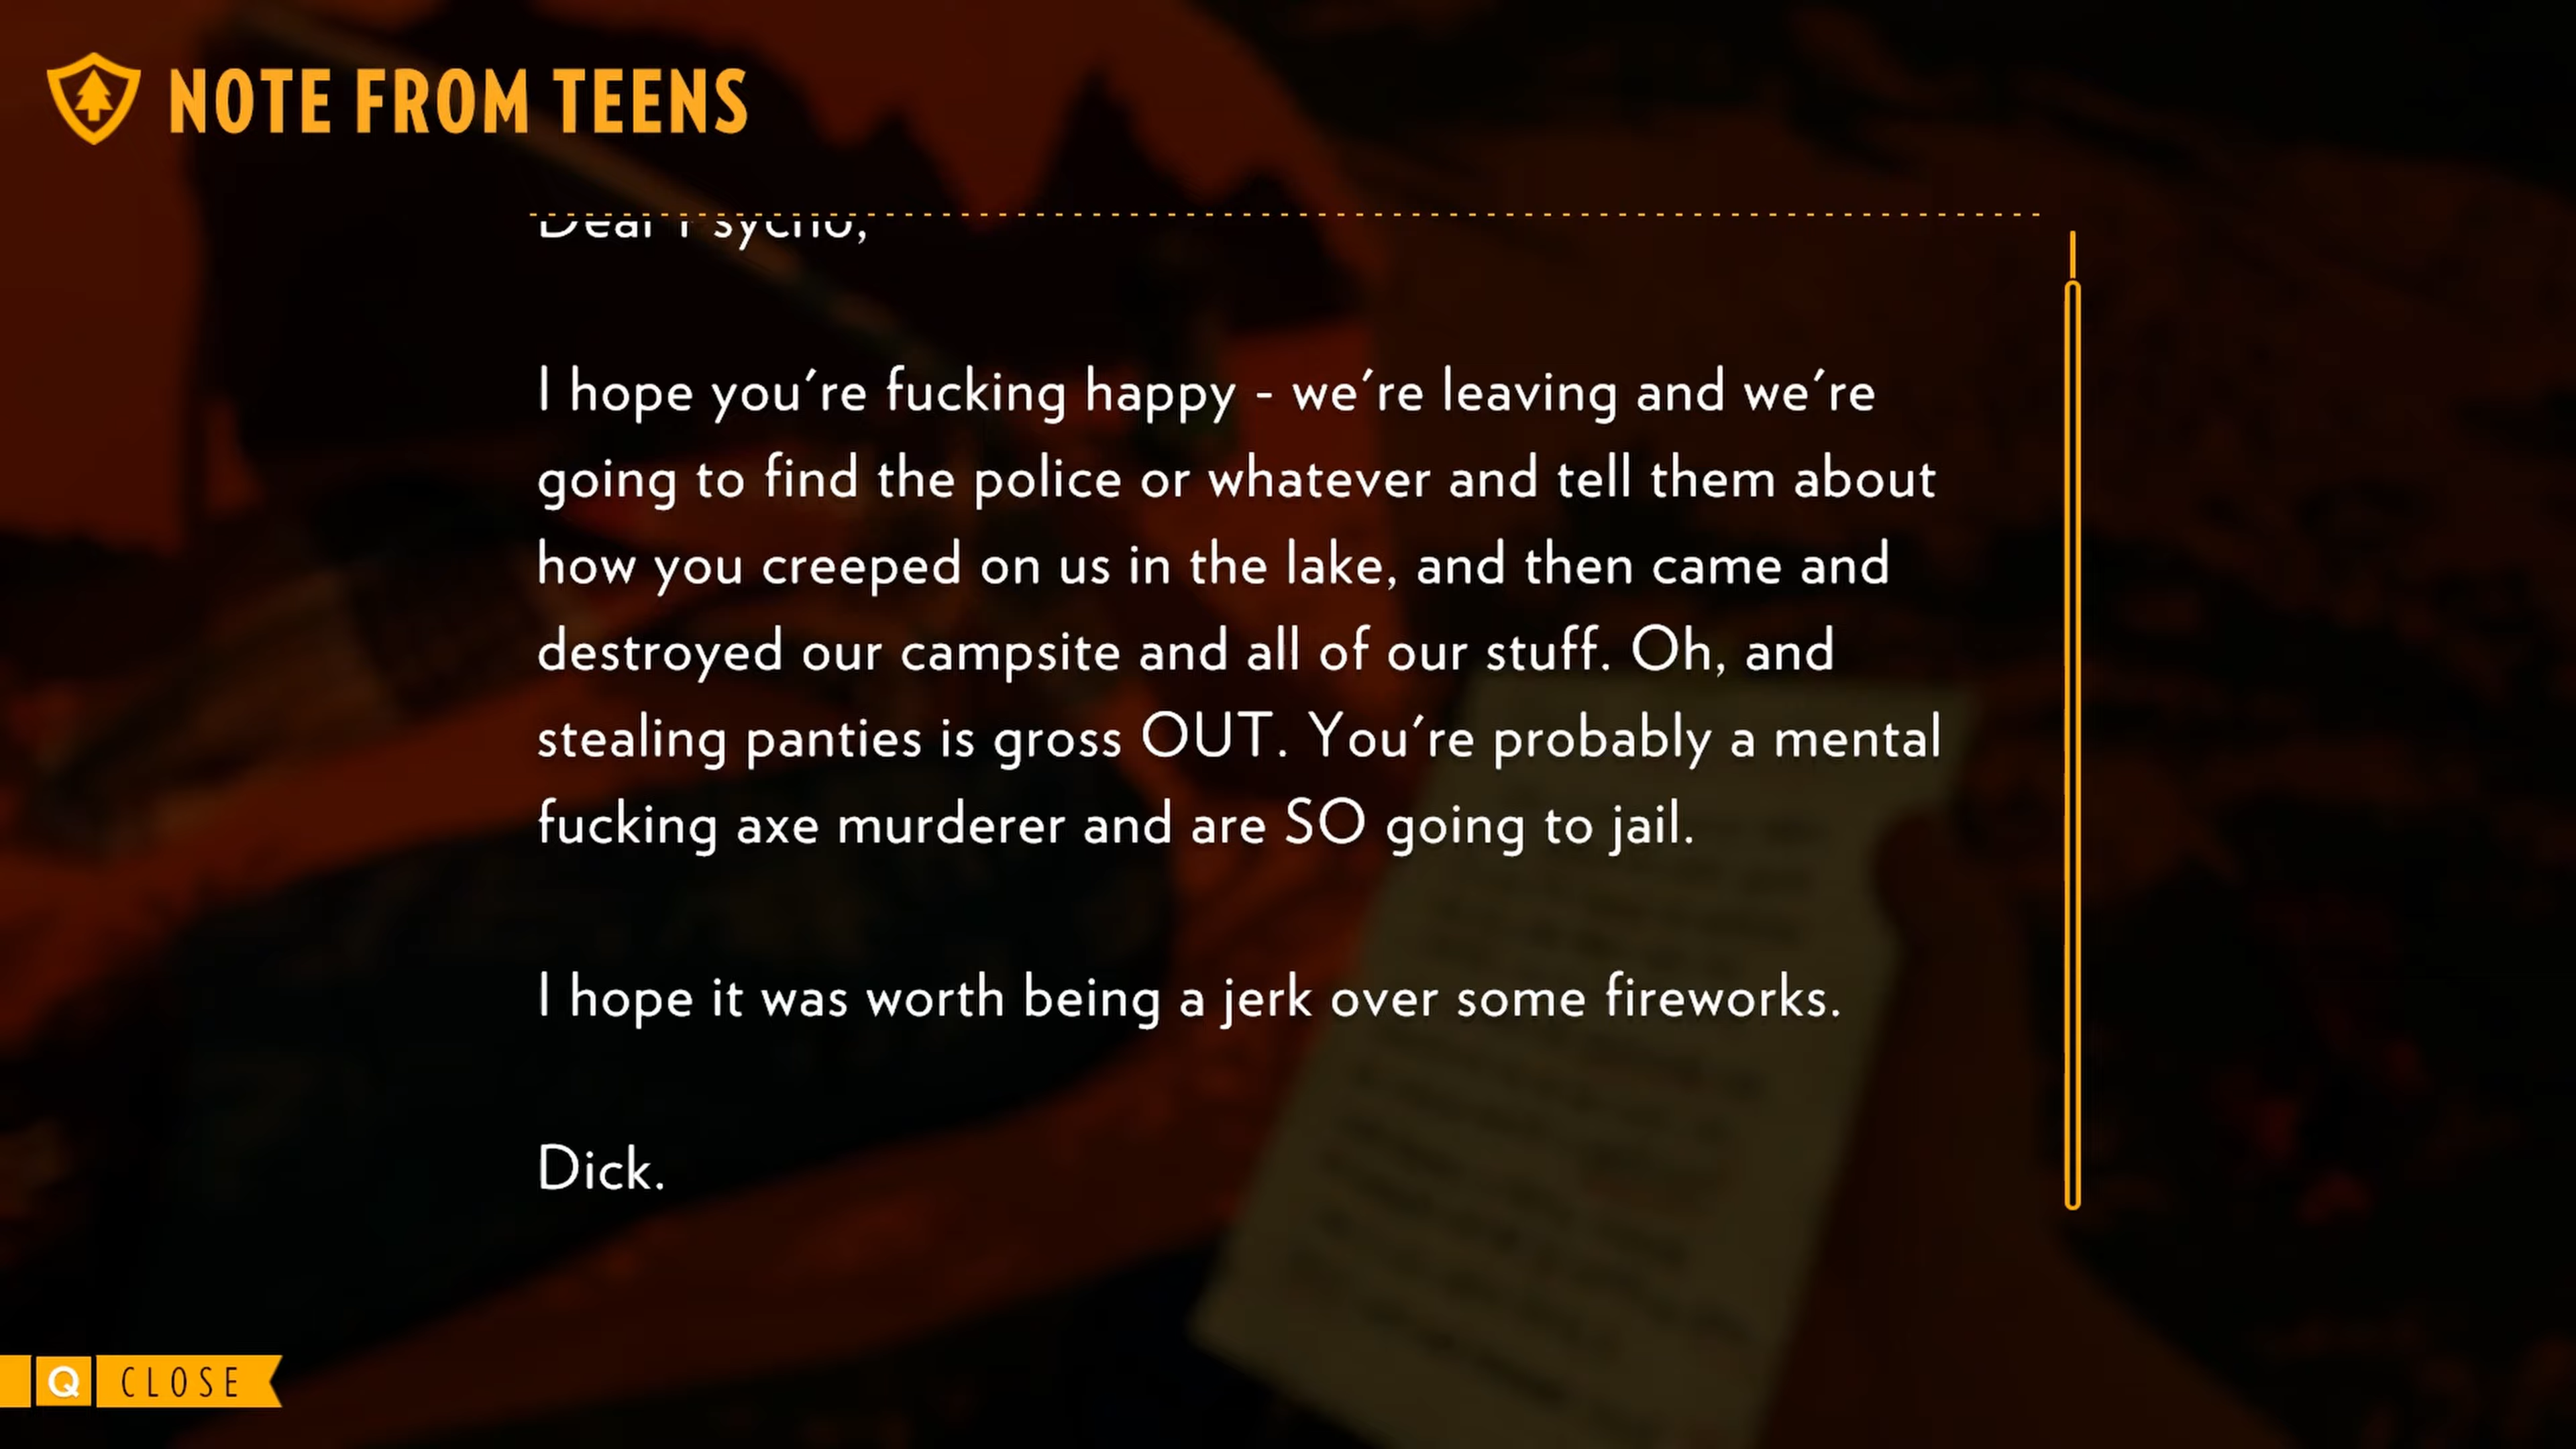 NOTE FROM TEENS
Dear Psycho,
I hope you're fucking happy - we're leaving and we're
going to find the police or whatever and tell them about
how you creeped on us in the lake, and then came and
destroyed our campsite and all of our stuff. Oh, and
stealing panties is gross OUT. You're probably a mental
fucking axe murderer and are SO going to jail.
I hope it was worth being a jerk over some fireworks.
Dick.
Q CLOSE